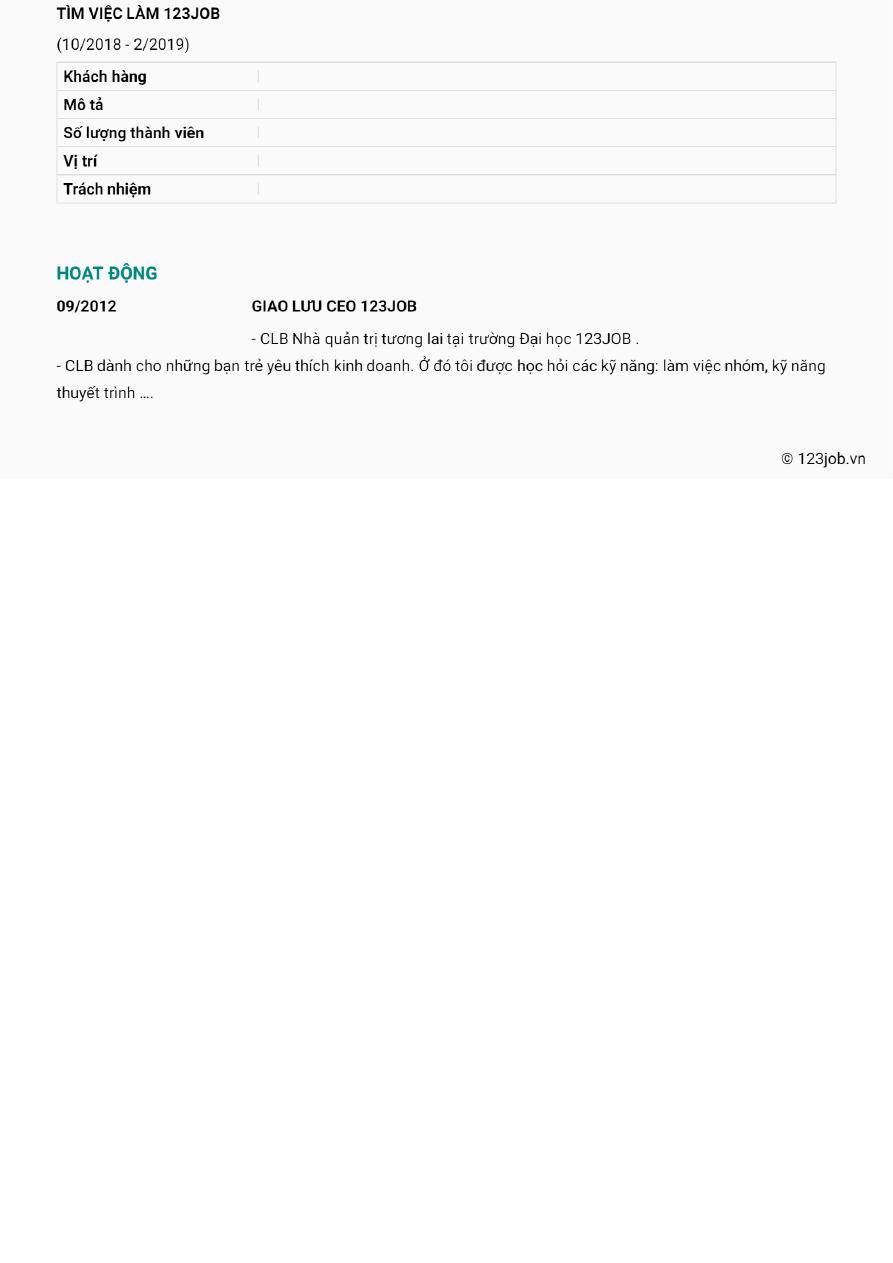 TÌM VIỆC LÀM 123JOB
(10/2018 - 2/2019)
Khách hàng
Mô tả
Số lượng thành viên
Vị trí
Trách nhiệm
HOẠT ĐỘNG
09/2012 GIAO LƯU CEO 123JOB
- CLB Nhà quản trị tương lai tại trường Đại học 123JOB .
- CLB dành cho những bạn trẻ yêu thích kinh doanh. Ở đó tôi được học hỏi các kỹ năng: làm việc nhóm, kỹ năng
thuyết trình ....
© 123job.vn